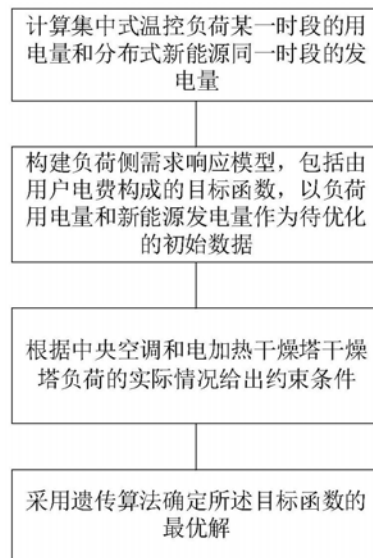 计算集中式温控负荷某一时段的用
电量和分布式新能源同一时段的发
电量
构建负荷侧需求响应模型，包括由
用户电费构成的目标函数，以负荷
用电量和新能源发电量作为待优化
的初始数据
根据中央空调和电加热干燥塔干燥
塔负荷的实际情况给出约束条件
采用遗传算法确定所述目标函数的
最优解